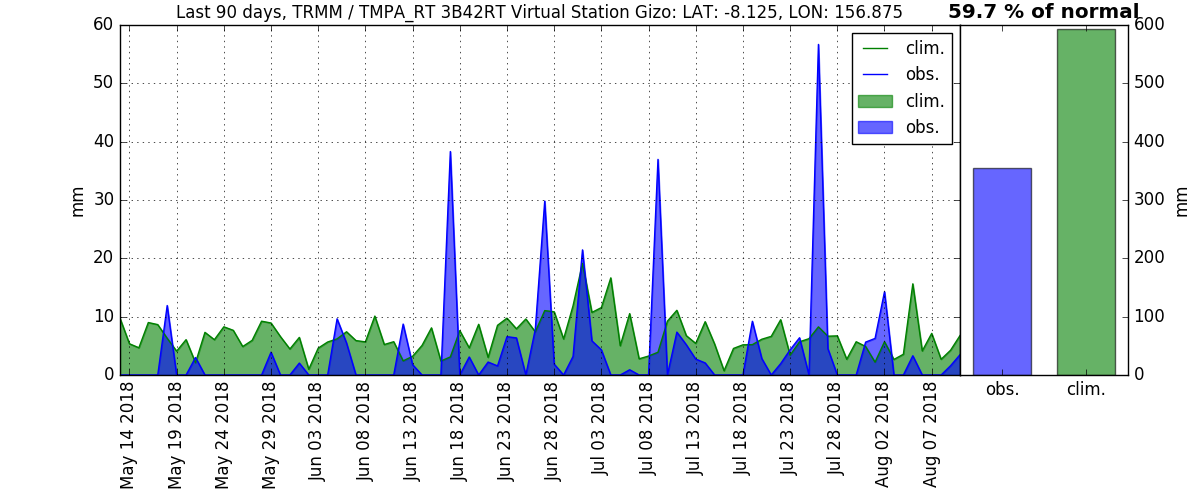 Last 90 days, TRMM / TMPA_RT 3B42RT Virtual Station Gizo: LAT: -8.125, LON: 156.875
59.7 % of normal
60
50
40
30
20
10
0
mm
clim.
obs.
clim.
obs.
May 14 2018
May 19 2018
May 24 2018
May 29 2018
Jun 03 2018
Jun 08 2018
Jun 13 2018
Jun 18 2018
Jun 23 2018
Jun 28 2018
Jul 03 2018
Jul 08 2018
Jul 13 2018
Jul 18 2018
Jul 23 2018
Jul 28 2018
Aug 02 2018
Aug 07 2018
600
500
400
300
200
100
0
mm
obs.
clim.